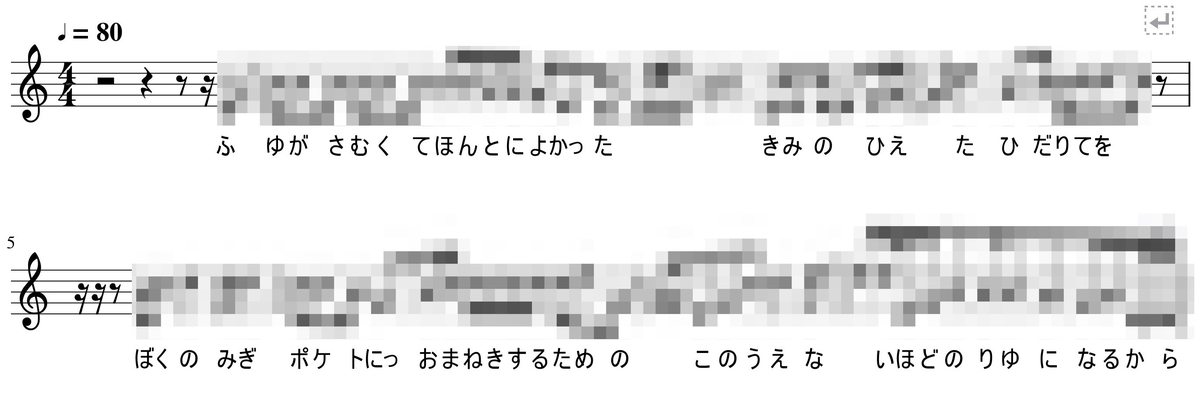 ♩ = 80
ふ ゆが さむく てほんとによかっ た きみ の ひえ た ひ だりてを
5
ぼく の みぎ ポケ トにっ おまねきするため の このうえ な いほどの りゆ に なるか ら